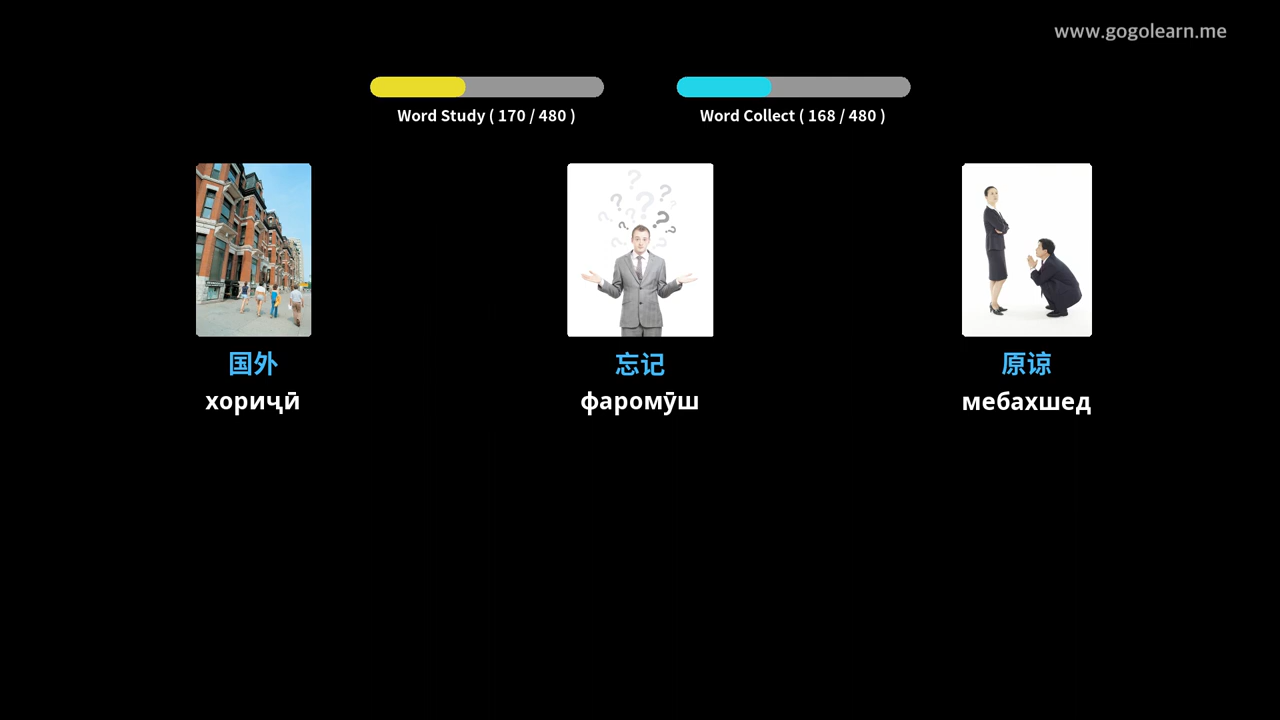 www.gogolearn.me
Word Study ( 170 / 480 )
Word Collect ( 168 / 480 )
国外
忘记
原谅
хориҷӣ
фаромӯш
мебахшед